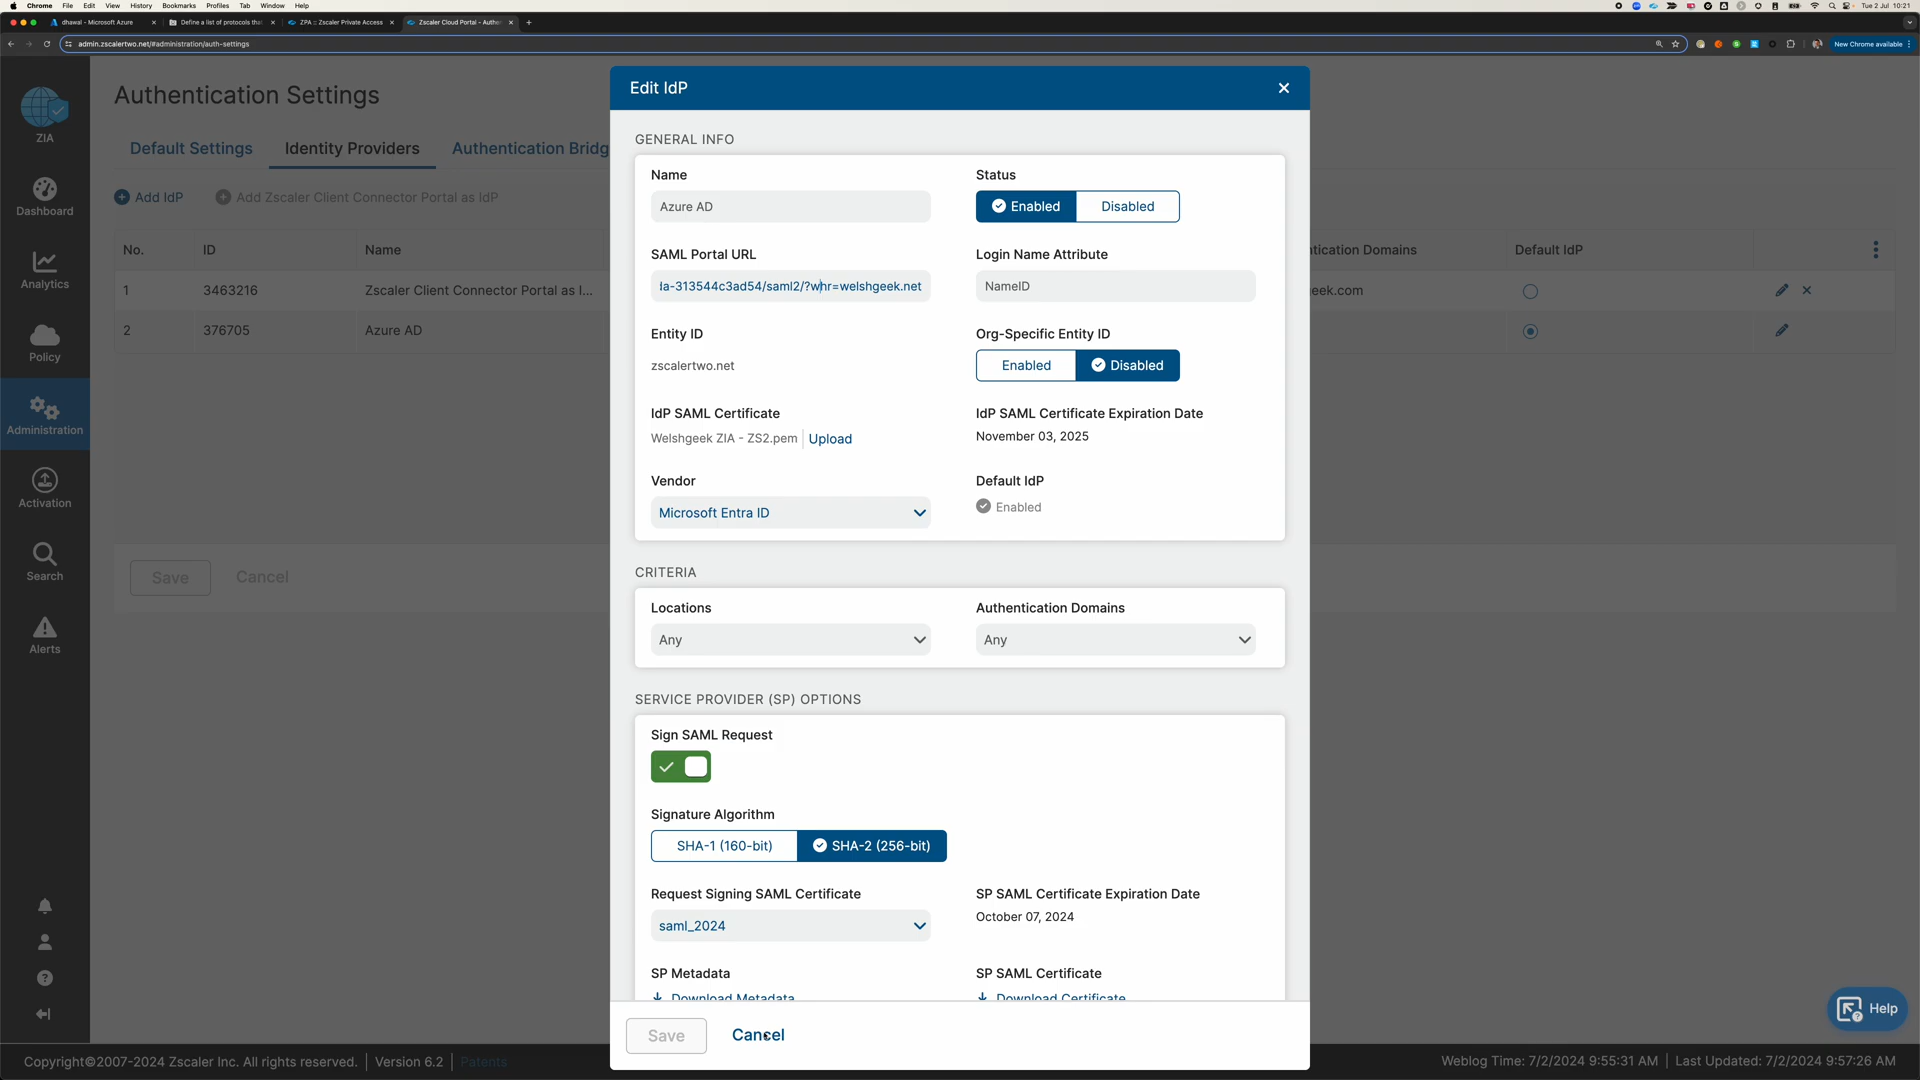 Chrome File Edit View History Bookmarks Profiles Tab Window Help
Tue 2 Jul 10:21
dhawal - Microsoft Azure
Define a list of protocols that
ZPA :: Zscaler Private Access
Zscaler Cloud Portal - Authen
admin.zscalertwo.net/#administration/auth-settings
New Chrome available
ZIA
Dashboard
Analytics
Policy
Administration
Activation
Search
Alerts
Authentication Settings
Default Settings
Identity Providers
Authentication Bridg
Add IdP
Add Zscaler Client Connector Portal as IdP
No. ID Name
tication Domains
Default IdP
1 3463216 Zscaler Client Connector Portal as I...
eek.com
2 376705 Azure AD
Save
Cancel
Edit IdP
GENERAL INFO
Name
Azure AD
Status
Enabled
Disabled
SAML Portal URL
da-313544c3ad54/saml2/?whr=welshgeek.net
Login Name Attribute
NameID
Entity ID
zscalertwo.net
Org-Specific Entity ID
Enabled
Disabled
IdP SAML Certificate
Welshgeek ZIA - ZS2.pem
Upload
IdP SAML Certificate Expiration Date
November 03, 2025
Vendor
Microsoft Entra ID
Default IdP
Enabled
CRITERIA
Locations
Any
Authentication Domains
Any
SERVICE PROVIDER (SP) OPTIONS
Sign SAML Request
Signature Algorithm
SHA-1 (160-bit)
SHA-2 (256-bit)
Request Signing SAML Certificate
saml_2024
SP SAML Certificate Expiration Date
October 07, 2024
SP Metadata
Download Metadata
SP SAML Certificate
Download Certificate
Save
Cancel
Help
Copyright©2007-2024 Zscaler Inc. All rights reserved. | Version 6.2 | Patents
Weblog Time: 7/2/2024 9:55:31 AM | Last Updated: 7/2/2024 9:57:26 AM